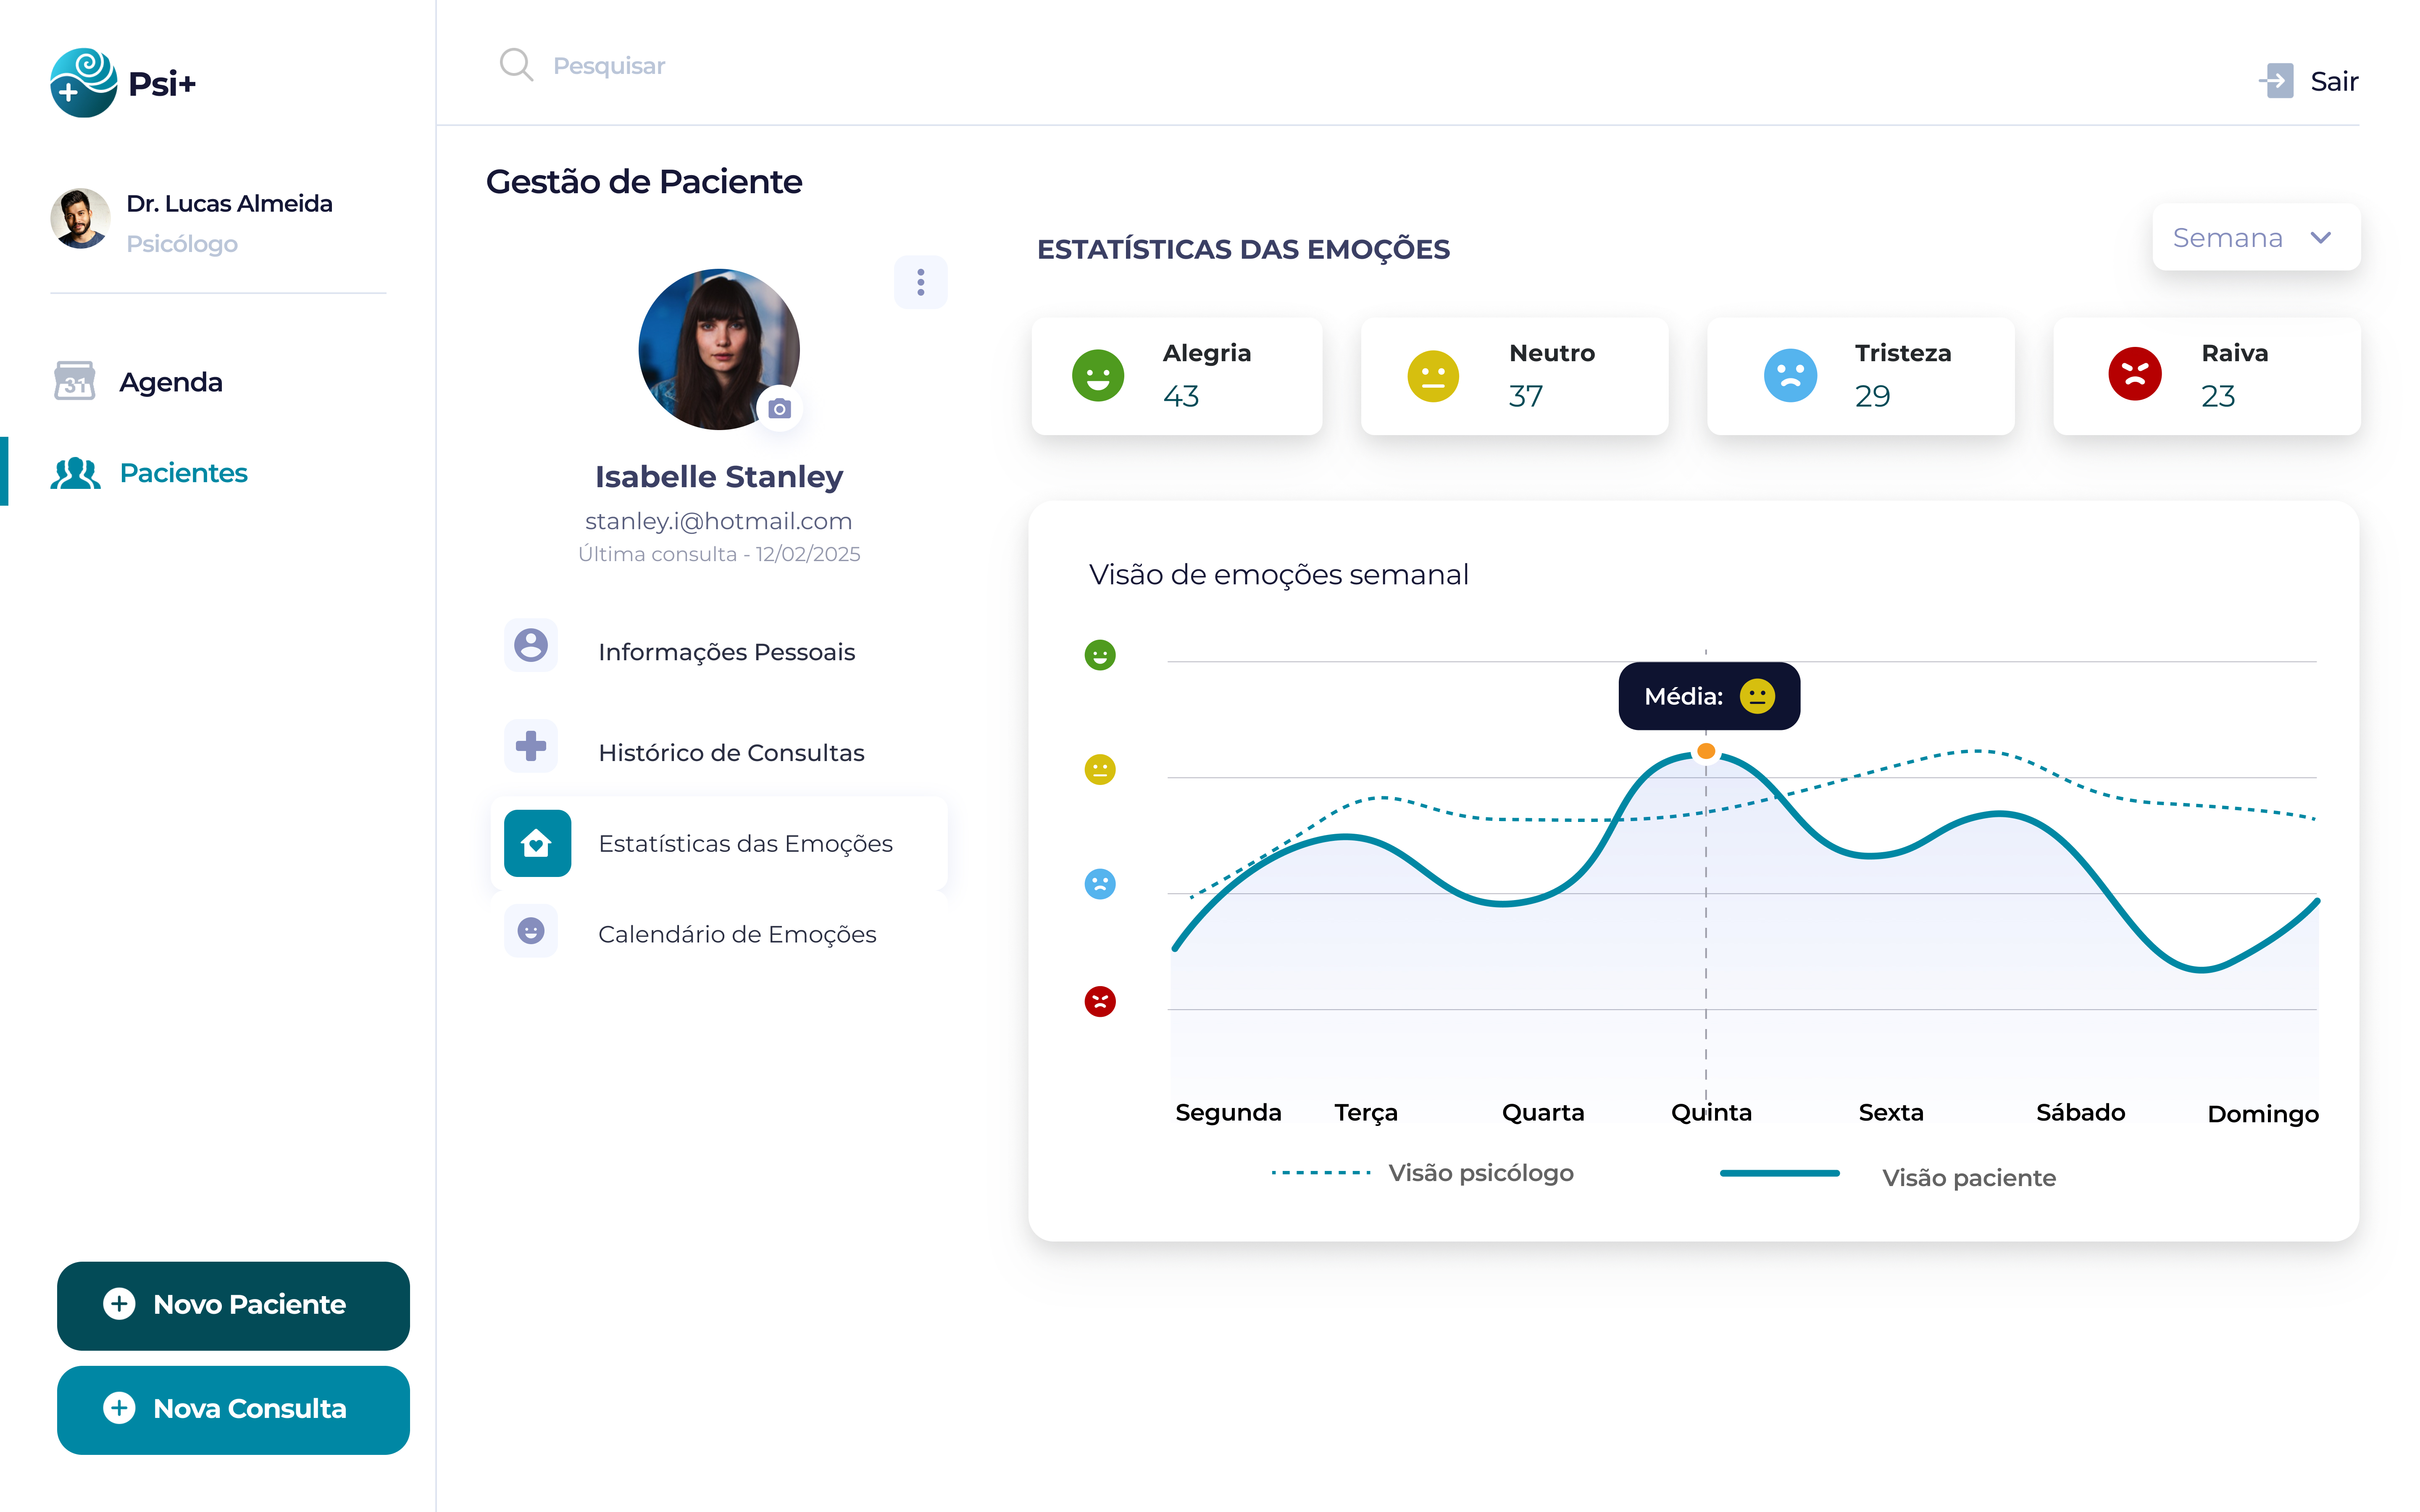 Psi+
Pesquisar
Sair
Dr. Lucas Almeida
Psicólogo
31
Agenda
Pacientes
Novo Paciente
Nova Consulta
Gestão de Paciente
Isabelle Stanley
stanley.i@hotmail.com
Última consulta - 12/02/2025
Informações Pessoais
Histórico de Consultas
Estatísticas das Emoções
Calendário de Emoções
ESTATÍSTICAS DAS EMOÇÕES
Semana
Alegria
43
Neutro
37
Tristeza
29
Raiva
23
Visão de emoções semanal
Média:
Segunda Terça Quarta Quinta Sexta Sábado Domingo
Visão psicólogo Visão paciente